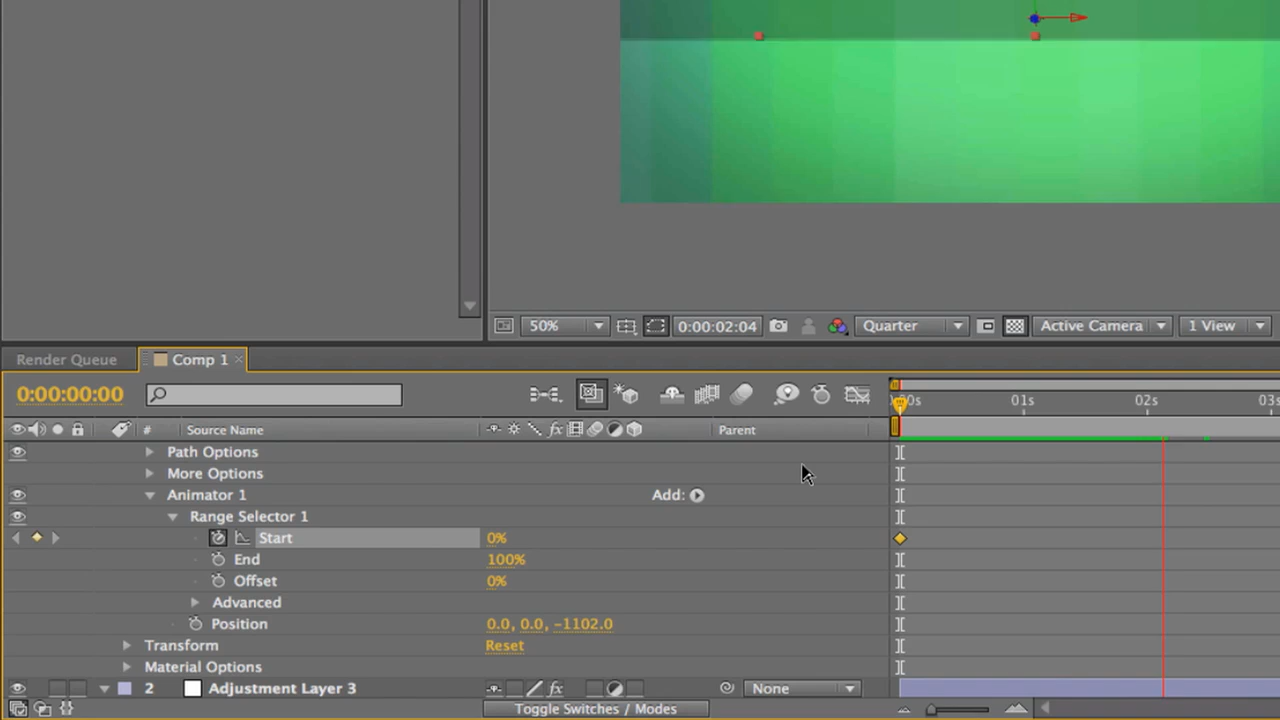 50%
0:00:02:04
Quarter
Active Camera
1 View
Render Queue
Comp 1
0:00:00:00
00s 01s 02s 03s
# Source Name
Parent
Path Options
More Options
Animator 1 Add:
Range Selector 1
Start 0%
End 100%
Offset 0%
Advanced
Position 0.0, 0.0, -1102.0
Transform Reset
Material Options
2 Adjustment Layer 3 fx None
Toggle Switches / Modes